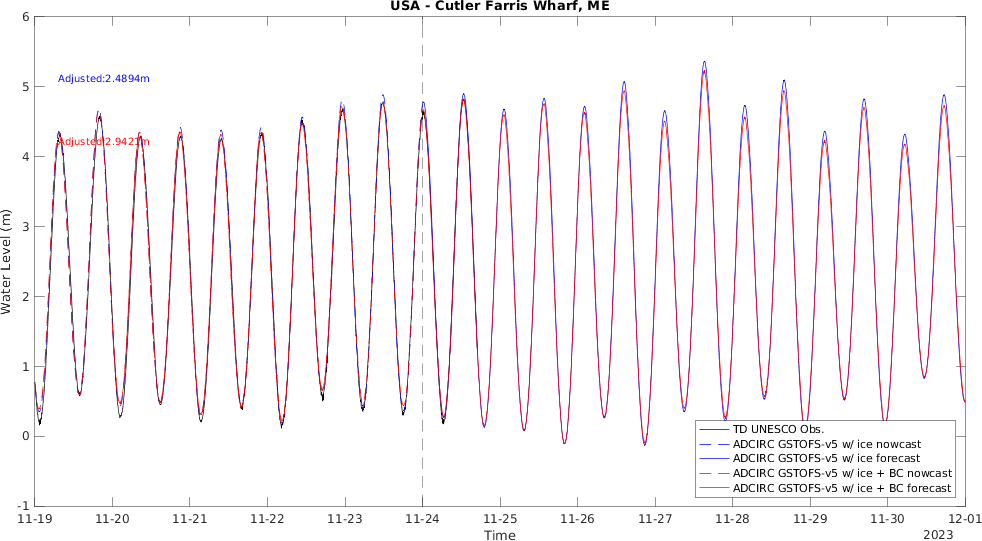 USA - Cutler Farris Wharf, ME
6
5
4
3
2
1
0
-1
Water Level (m)
Adjusted:2.4894m
Adjusted:2.9421m
TD UNESCO Obs.
ADCIRC GSTOFS-v5 w/ ice nowcast
ADCIRC GSTOFS-v5 w/ ice forecast
ADCIRC GSTOFS-v5 w/ ice + BC nowcast
ADCIRC GSTOFS-v5 w/ ice + BC forecast
11-19 11-20 11-21 11-22 11-23 11-24 11-25 11-26 11-27 11-28 11-29 11-30 12-01
Time
2023